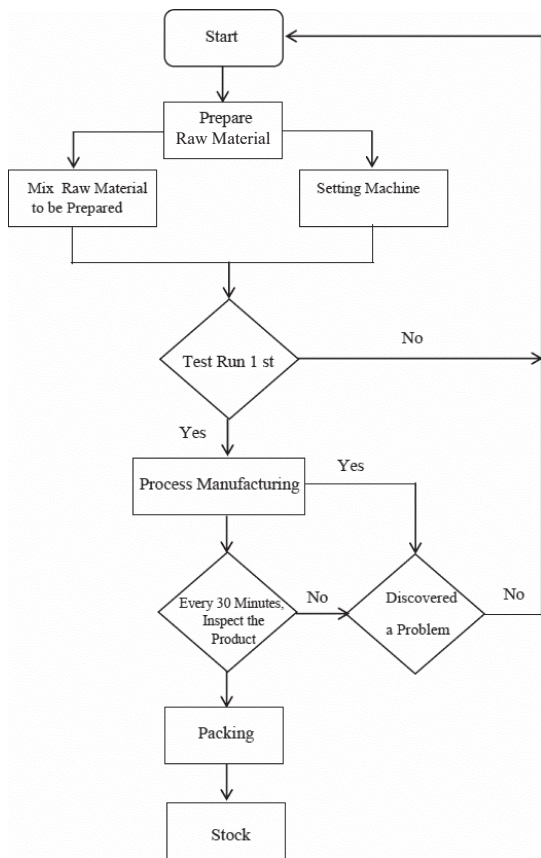 Start
Prepare
Raw Material
Mix Raw Material
to be Prepared
Setting Machine
Test Run 1 st
No
Yes
Process Manufacturing
Yes
Every 30 Minutes,
Inspect the
Product
No
Discovered
a Problem
No
Packing
Stock